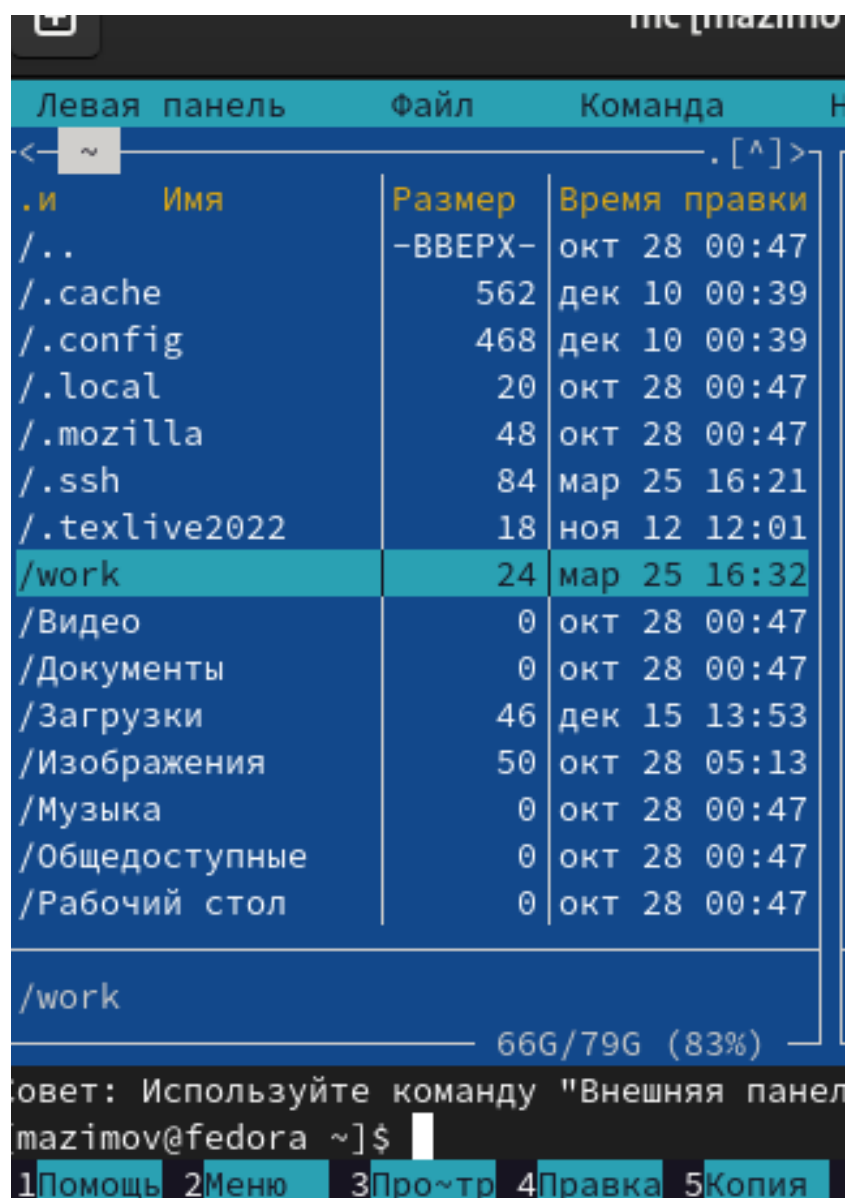 mc [mazimo
Левая панель Файл Команда Н
<— ~ .[^]>
.и Имя Размер Время правки
/.. -ВВЕРХ- окт 28 00:47
/.cache 562 дек 10 00:39
/.config 468 дек 10 00:39
/.local 20 окт 28 00:47
/.mozilla 48 окт 28 00:47
/.ssh 84 мар 25 16:21
/.texlive2022 18 ноя 12 12:01
/work 24 мар 25 16:32
/Видео 0 окт 28 00:47
/Документы 0 окт 28 00:47
/Загрузки 46 дек 15 13:53
/Изображения 50 окт 28 05:13
/Музыка 0 окт 28 00:47
/Общедоступные 0 окт 28 00:47
/Рабочий стол 0 окт 28 00:47
/work
66G/79G (83%)
Совет: Используйте команду "Внешняя панел
[mazimov@fedora ~]$
1Помощь 2Меню 3Про~тр 4Правка 5Копия